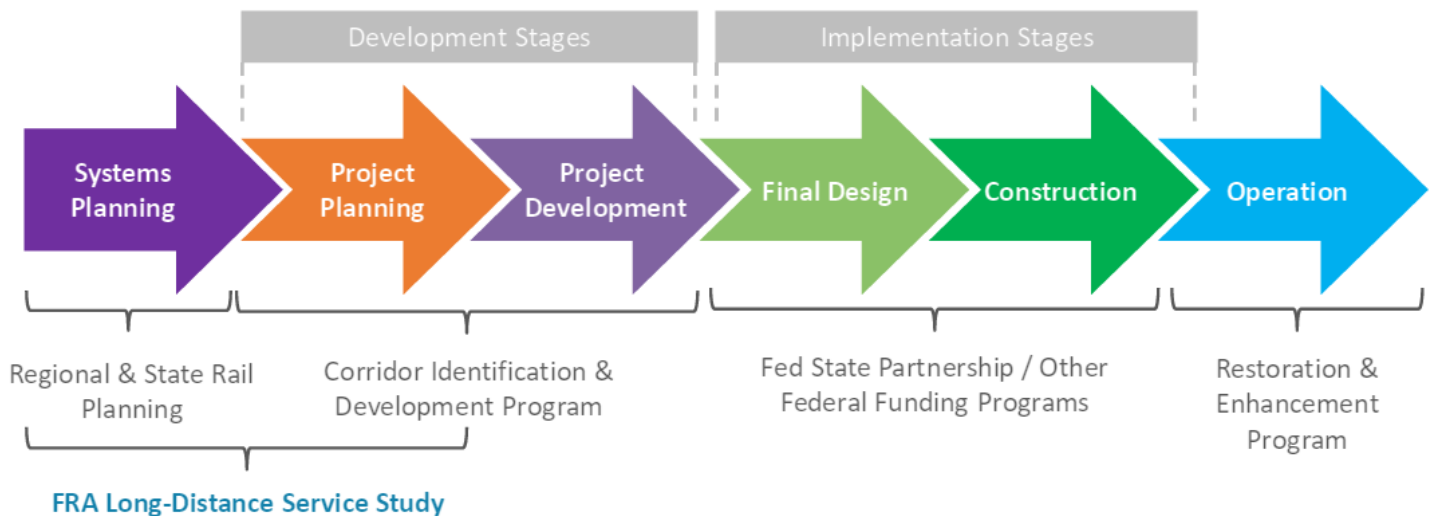 Development Stages
Implementation Stages
Systems
Planning
Project
Planning
Project
Development
Final Design
Construction
Operation
Regional & State Rail
Planning
Corridor Identification &
Development Program
Fed State Partnership / Other
Federal Funding Programs
Restoration &
Enhancement
Program
FRA Long-Distance Service Study